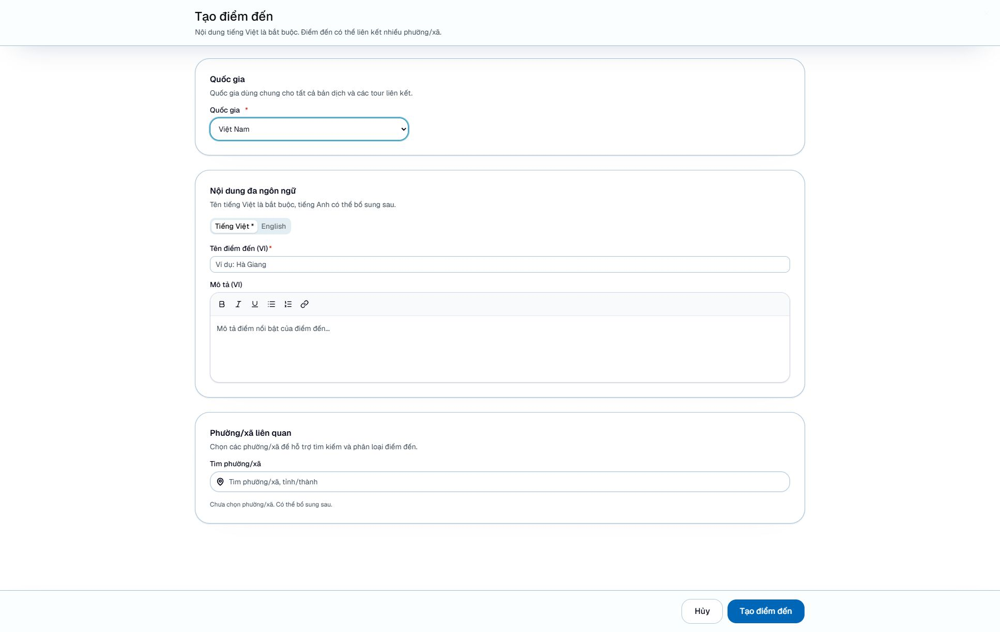 Tạo điểm đến
Nội dung tiếng Việt là bắt buộc. Điểm đến có thể liên kết nhiều phường/xã.
Quốc gia
Quốc gia dùng chung cho tất cả bản dịch và các tour liên kết.
Quốc gia *
Việt Nam
Nội dung đa ngôn ngữ
Tên tiếng Việt là bắt buộc, tiếng Anh có thể bổ sung sau.
Tiếng Việt * English
Tên điểm đến (VI) *
Ví dụ: Hà Giang
Mô tả (VI)
Mô tả điểm nổi bật của điểm đến...
Phường/xã liên quan
Chọn các phường/xã để hỗ trợ tìm kiếm và phân loại điểm đến.
Tìm phường/xã
Tìm phường/xã, tỉnh/thành
Chưa chọn phường/xã. Có thể bổ sung sau.
Hủy Tạo điểm đến